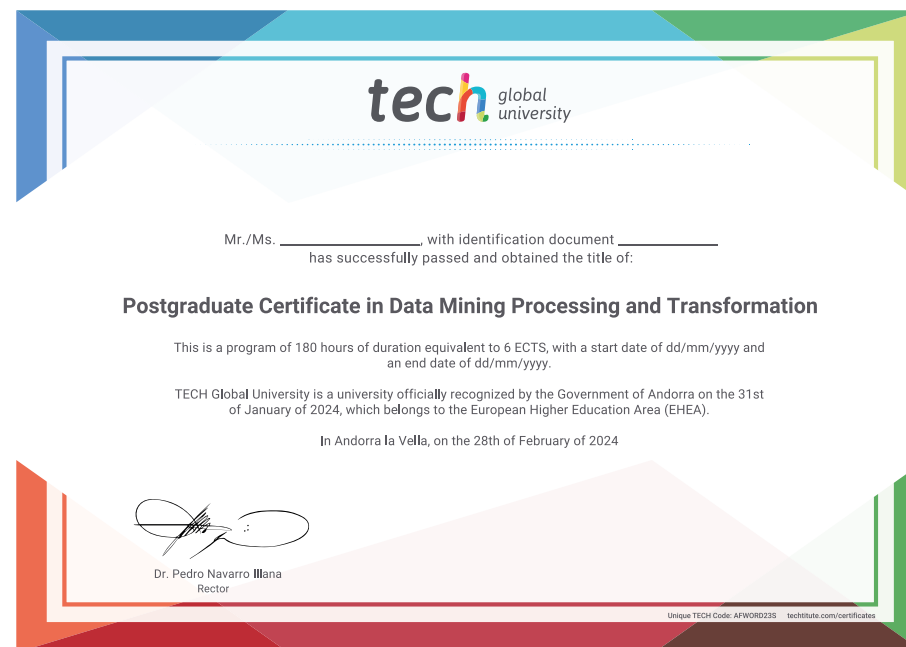 tech global
university
Mr./Ms. ____________, with identification document ____________
has successfully passed and obtained the title of:
Postgraduate Certificate in Data Mining Processing and Transformation
This is a program of 180 hours of duration equivalent to 6 ECTS, with a start date of dd/mm/yyyy and
an end date of dd/mm/yyyy.
TECH Global University is a university officially recognized by the Government of Andorra on the 31st
of January of 2024, which belongs to the European Higher Education Area (EHEA).
In Andorra la Vella, on the 28th of February of 2024
Dr. Pedro Navarro Illana
Rector
Unique TECH Code: AFWORD23S techtitute.com/certificates